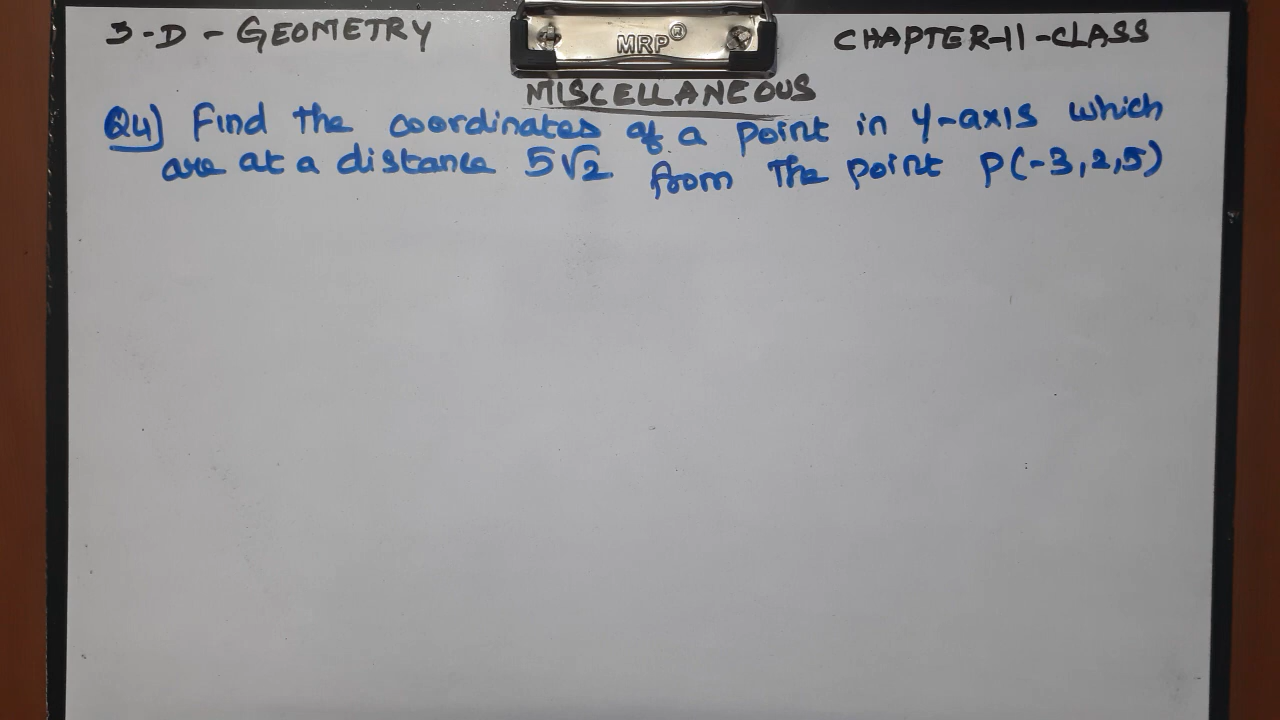 3-D - GEOMETRY
MRP®
CHAPTER-11-CLASS
MISCELLANEOUS
Q4) Find the coordinates of a point in y-axis which
are at a distance 5√2 from the point P(-3,2,5)